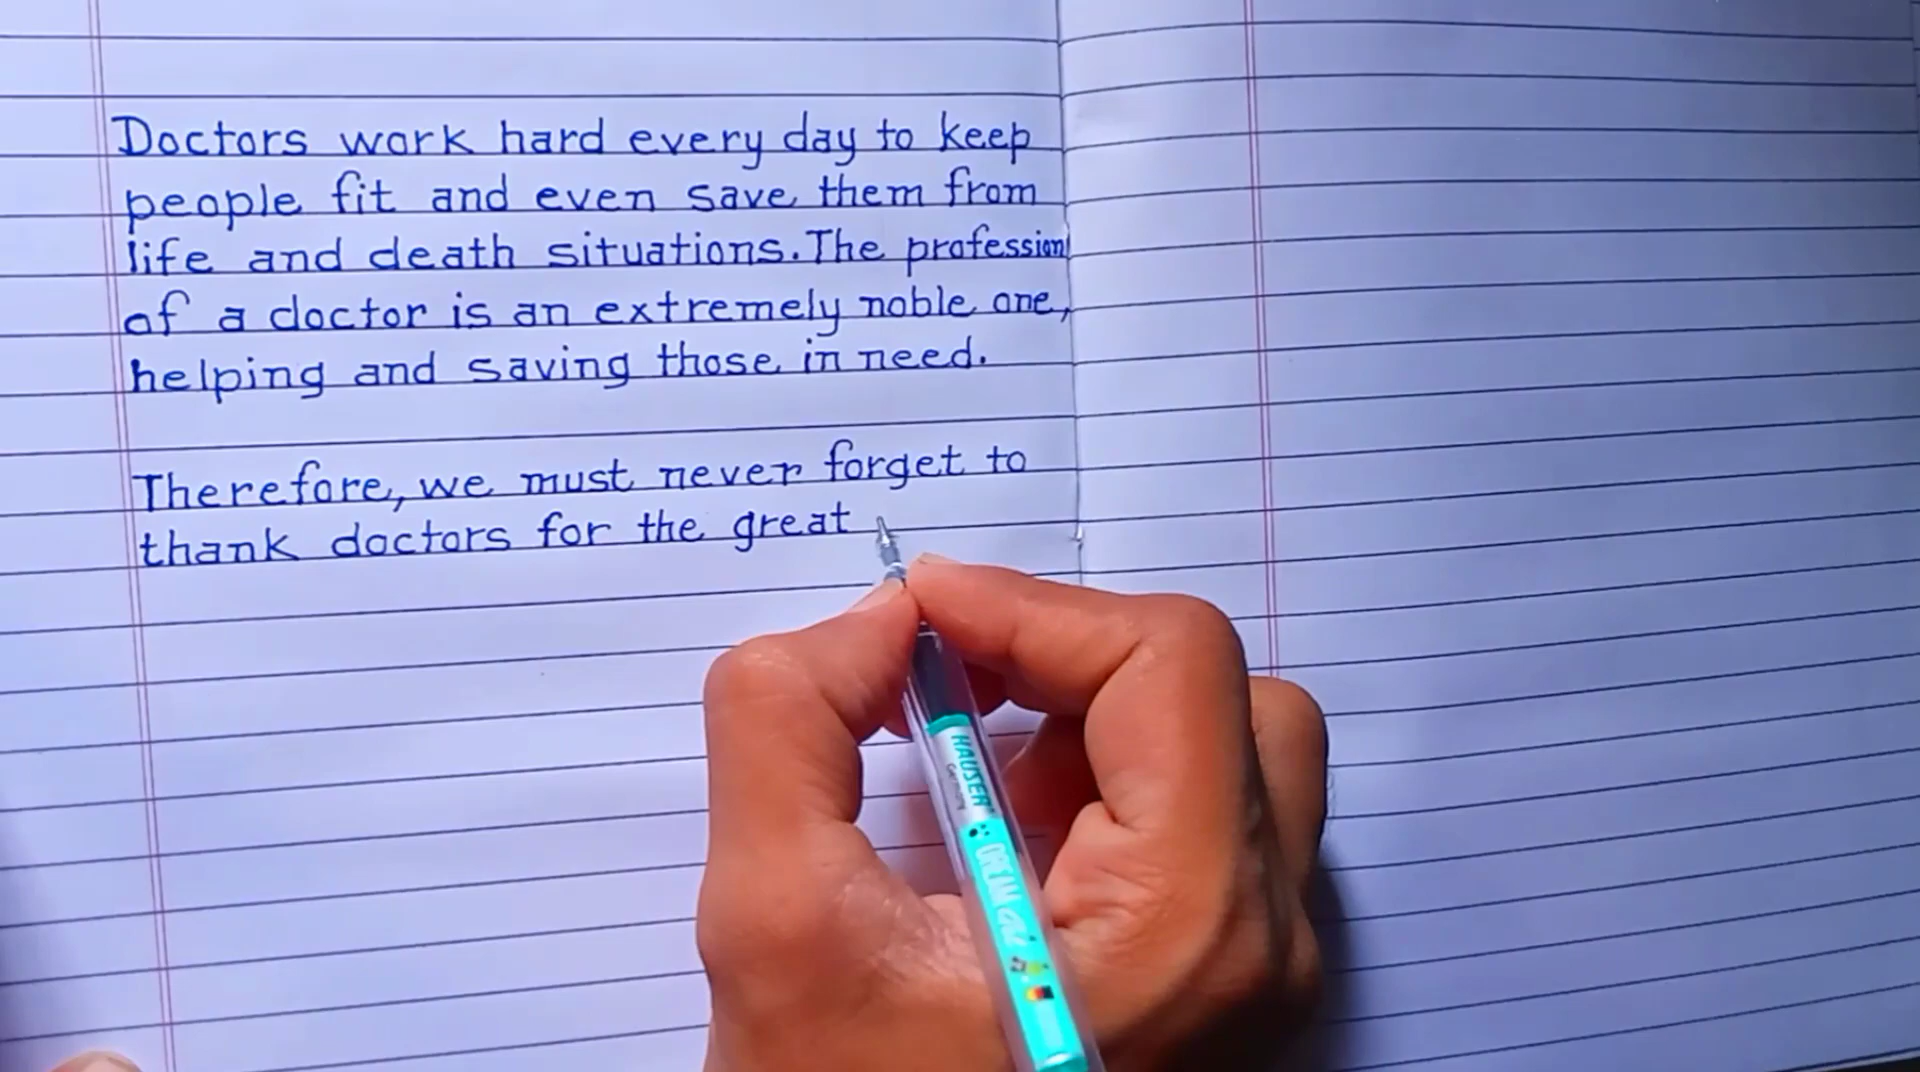 Doctors work hard every day to keep
people fit and even save them from
life and death situations. The profession
of a doctor is an extremely noble one,
helping and saving those in need.
Therefore, we must never forget to
thank doctors for the great
HAUSER
Germany